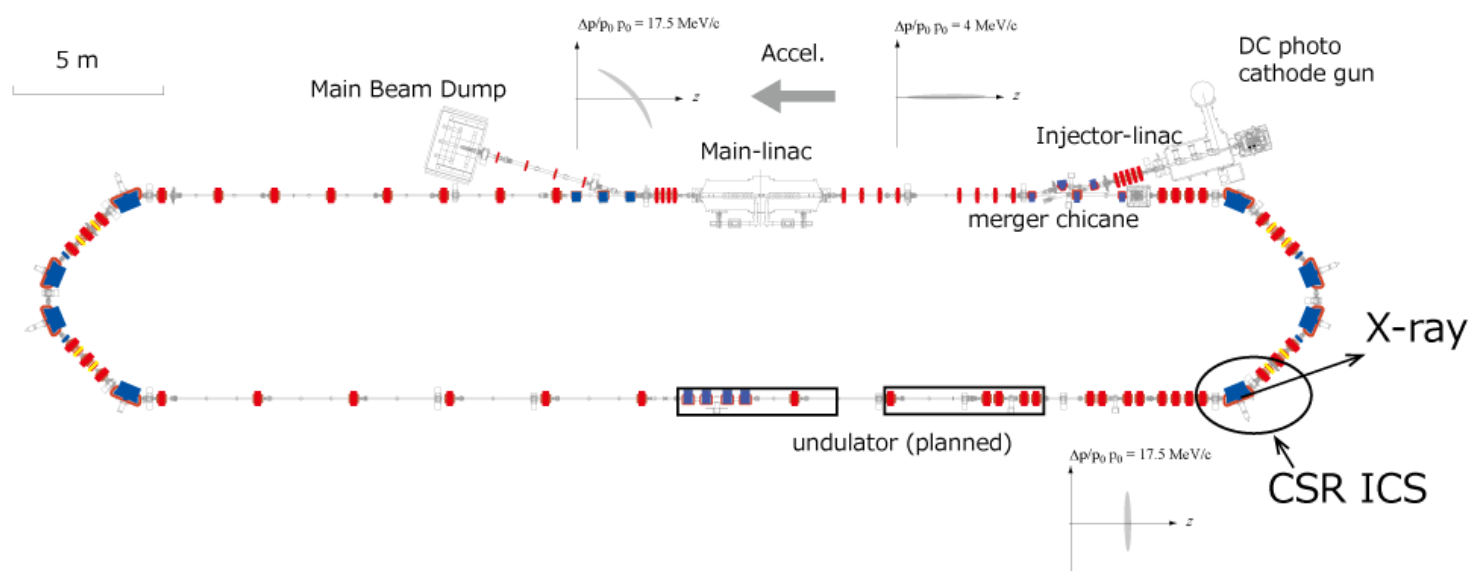 Δp/p₀ p₀ = 17.5 MeV/c
z
Δp/p₀ p₀ = 4 MeV/c
z
Accel.
DC photo
cathode gun
5 m
Main Beam Dump
Main-linac
Injector-linac
merger chicane
X-ray
undulator (planned)
CSR ICS
Δp/p₀ p₀ = 17.5 MeV/c
z